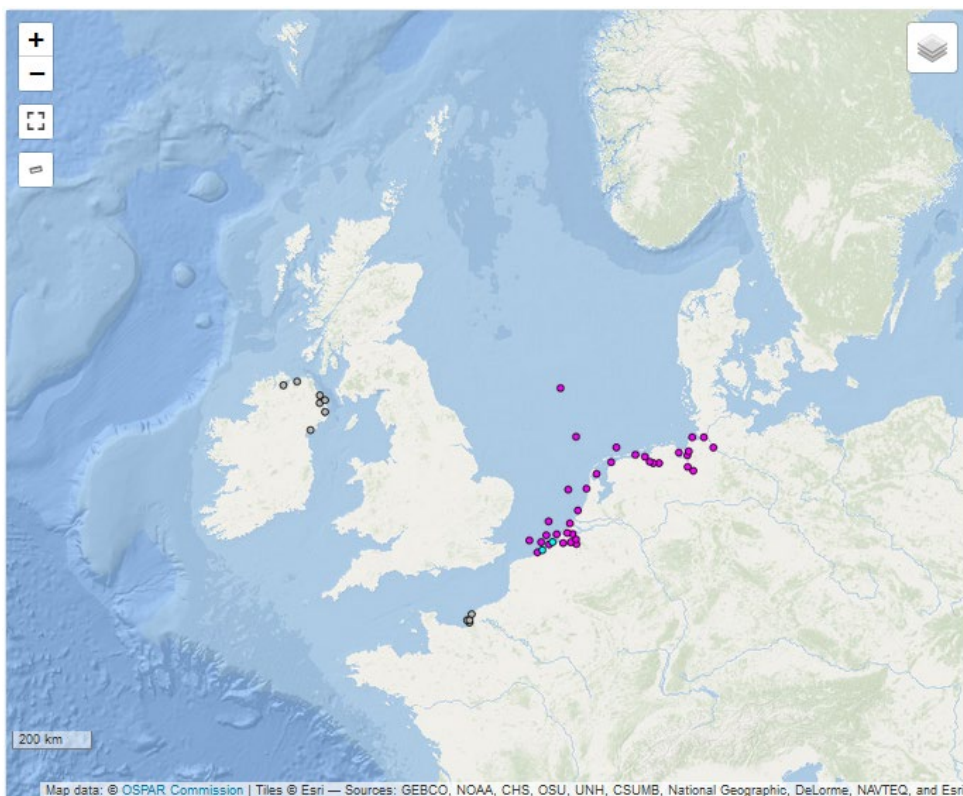 +
−
200 km
Map data: © OSPAR Commission | Tiles © Esri — Sources: GEBCO, NOAA, CHS, OSU, UNH, CSUMB, National Geographic, DeLorme, NAVTEQ, and Esri